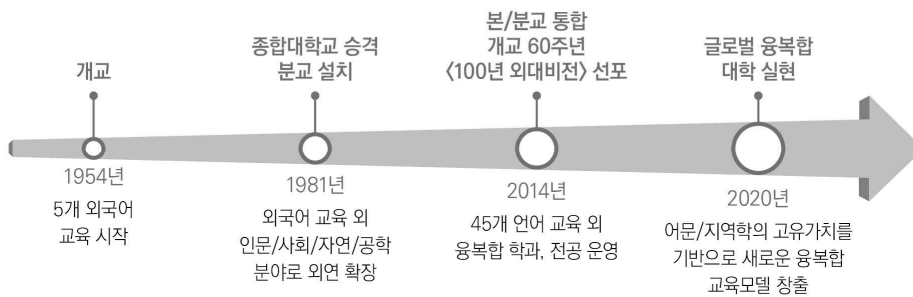 개교
1954년
5개 외국어
교육 시작
종합대학교 승격
분교 설치
1981년
외국어 교육 외
인문/사회/자연/공학
분야로 외연 확장
본/분교 통합
개교 60주년
〈100년 외대비전〉 선포
2014년
45개 언어 교육 외
융복합 학과, 전공 운영
글로벌 융복합
대학 실현
2020년
어문/지역학의 고유가치를
기반으로 새로운 융복합
교육모델 창출